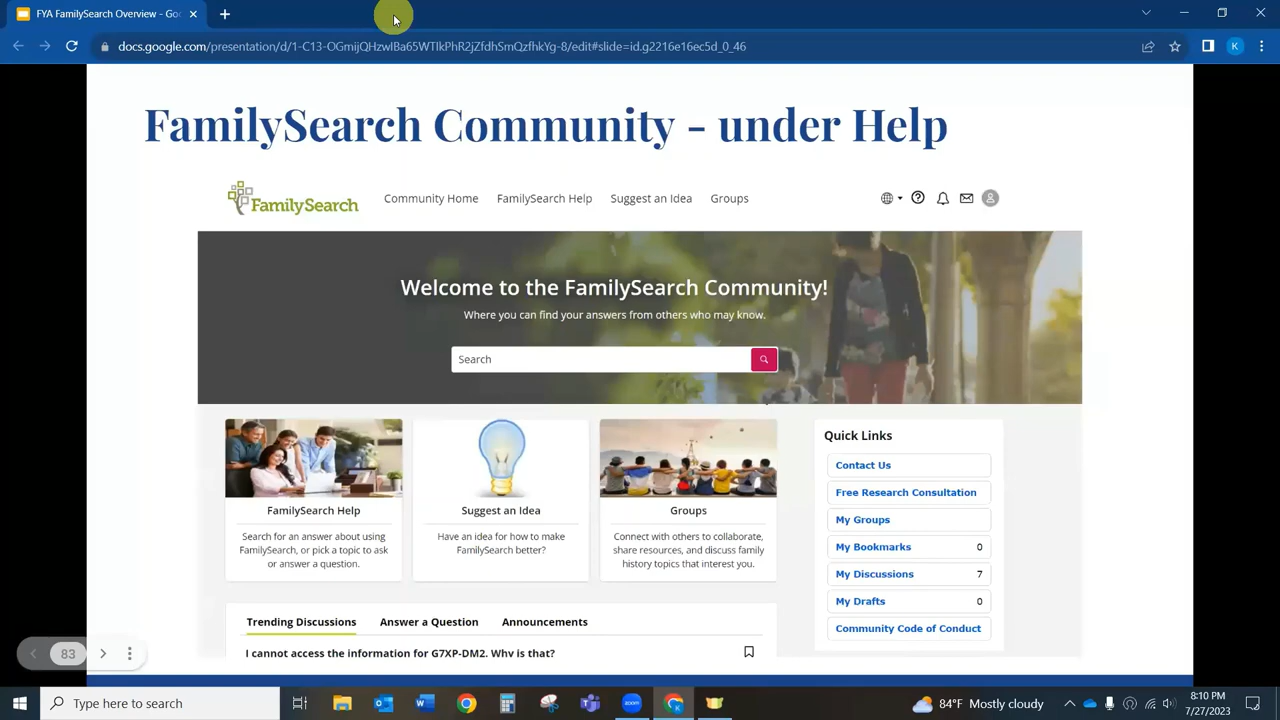 FYA FamilySearch Overview - Goo
docs.google.com/presentation/d/1-C13-OGmijQHzwIBa65WTIkPhR2jZfdhSmQzfhkYg-8/edit#slide=id.g2216e16ec5d_0_46
K
FamilySearch Community - under Help
FamilySearch
Community Home FamilySearch Help Suggest an Idea Groups
Welcome to the FamilySearch Community!
Where you can find your answers from others who may know.
Search
FamilySearch Help
Search for an answer about using
FamilySearch, or pick a topic to ask
or answer a question.
Suggest an Idea
Have an idea for how to make
FamilySearch better?
Groups
Connect with others to collaborate,
share resources, and discuss family
history topics that interest you.
Quick Links
Contact Us
Free Research Consultation
My Groups
My Bookmarks 0
My Discussions 7
My Drafts 0
Community Code of Conduct
Trending Discussions Answer a Question Announcements
I cannot access the information for G7XP-DM2. Why is that?
83
Type here to search
zoom
84°F Mostly cloudy
8:10 PM
7/27/2023